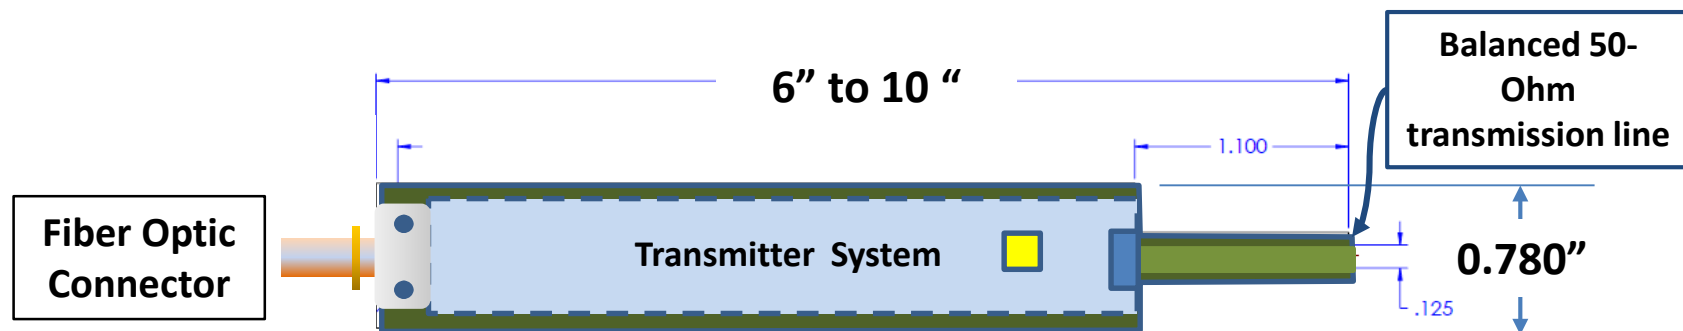 Balanced 50-
Ohm
transmission line
6” to 10 “
1.100
Fiber Optic
Connector
Transmitter  System
0.780”
.125